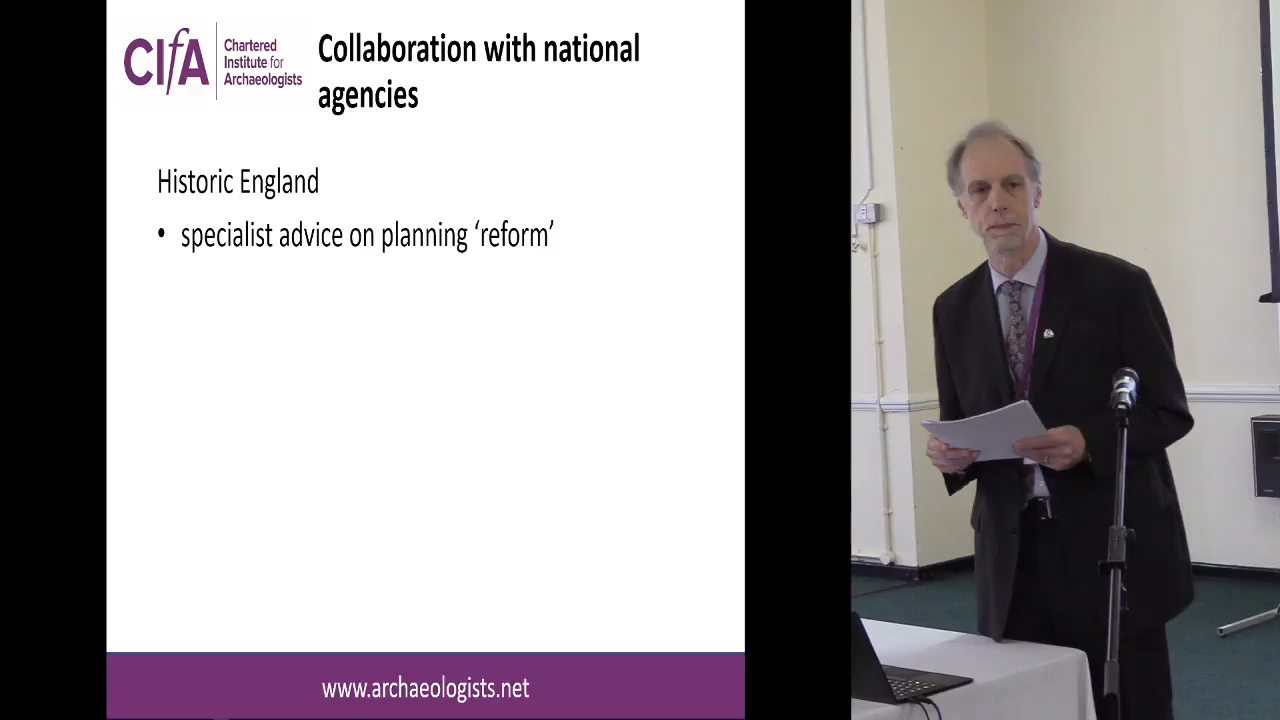 CIfA
Chartered
Institute for
Archaeologists
Collaboration with national
agencies
Historic England
• specialist advice on planning ‘reform’
www.archaeologists.net